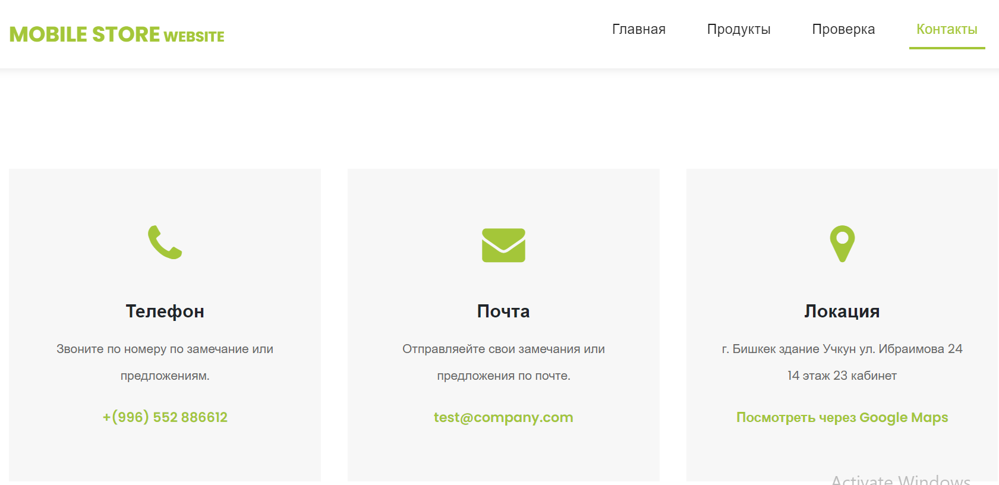 MOBILE STORE WEBSITE
Главная Продукты Проверка Контакты
Телефон
Звоните по номеру по замечание или
предложениям.
+(996) 552 886612
Почта
Отправляейте свои замечания или
предложения по почте.
test@company.com
Локация
г. Бишкек здание Учкун ул. Ибраимова 24
14 этаж 23 кабинет
Посмотреть через Google Maps
Activate Windows